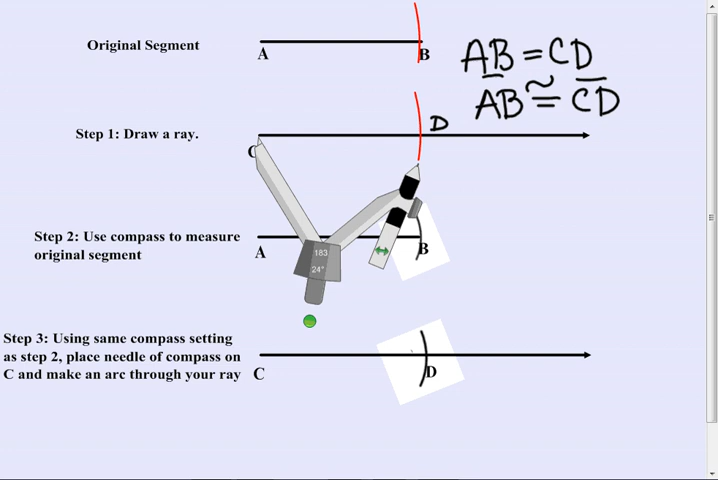 Original Segment
A
B
AB = CD
AB ≅ CD
Step 1: Draw a ray.
C
D
Step 2: Use compass to measure
original segment
A
B
183
24°
Step 3: Using same compass setting
as step 2, place needle of compass on
C and make an arc through your ray
C
D